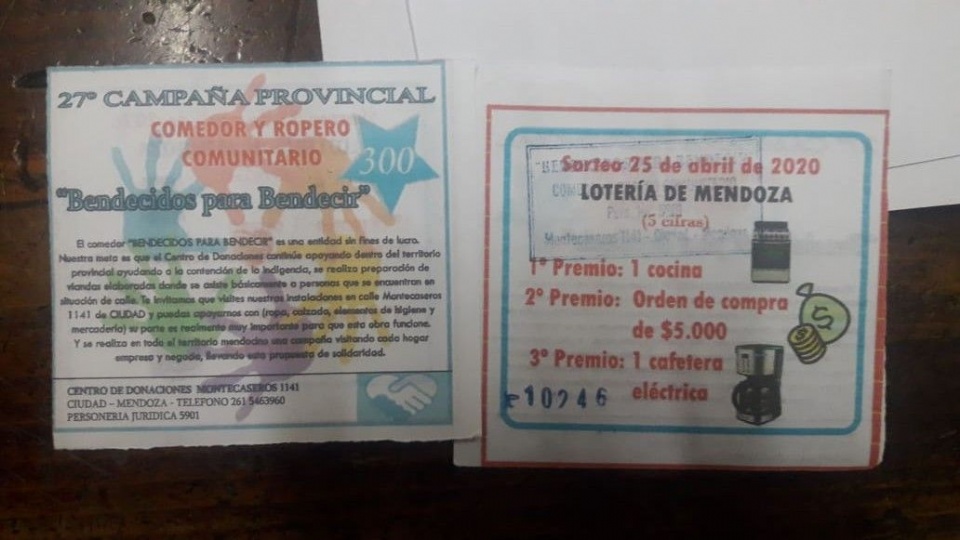 27º CAMPAÑA PROVINCIAL
COMEDOR Y ROPERO
COMUNITARIO
300
"Bendecidos para Bendecir"
El comedor "BENDECIDOS PARA BENDECIR" es una entidad sin fines de lucro.
Nuestra meta es que el Centro de Donaciones continúe apoyando dentro del territorio
provincial ayudando a la contención de la indigencia, se realiza preparación de
viandas elaboradas donde se asiste básicamente a personas que se encuentran en
situación de calle. Te invitamos que visites nuestras instalaciones en calle Montecaseros
1141 de CIUDAD y puedas apoyarnos con (ropa, calzado, elementos de higiene y
mercadería) su parte es realmente muy importante para que esta obra funcione.
Y se realiza en todo el territorio mendocino una campaña visitando cada hogar
empresa y negocio, llevando esta propuesta de solidaridad.
CENTRO DE DONACIONES MONTECASEROS 1141
CIUDAD – MENDOZA - TELEFONO 261 5463960
PERSONERIA JURIDICA 5901
Sorteo 25 de abril de 2020
LOTERÍA DE MENDOZA
(5 cifras)
Montecaseros 1141
1º Premio: 1 cocina
2º Premio: Orden de compra
de $5.000
3º Premio: 1 cafetera
eléctrica
10246